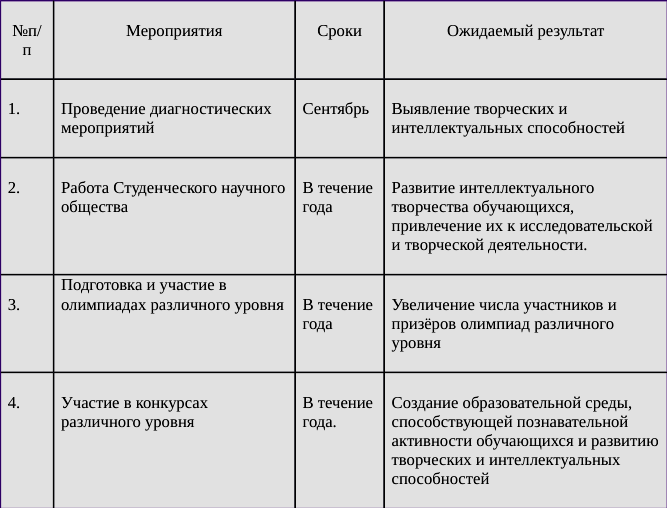 №п/
п
Мероприятия
Сроки
Ожидаемый результат
1.
Проведение диагностических
мероприятий
Сентябрь
Выявление творческих и
интеллектуальных способностей
2.
Работа Студенческого научного
общества
В течение
года
Развитие интеллектуального
творчества обучающихся,
привлечение их к исследовательской
и творческой деятельности.
3.
Подготовка и участие в
олимпиадах различного уровня
В течение
года
Увеличение числа участников и
призёров олимпиад различного
уровня
4.
Участие в конкурсах
различного уровня
В течение
года.
Создание образовательной среды,
способствующей познавательной
активности обучающихся и развитию
творческих и интеллектуальных
способностей